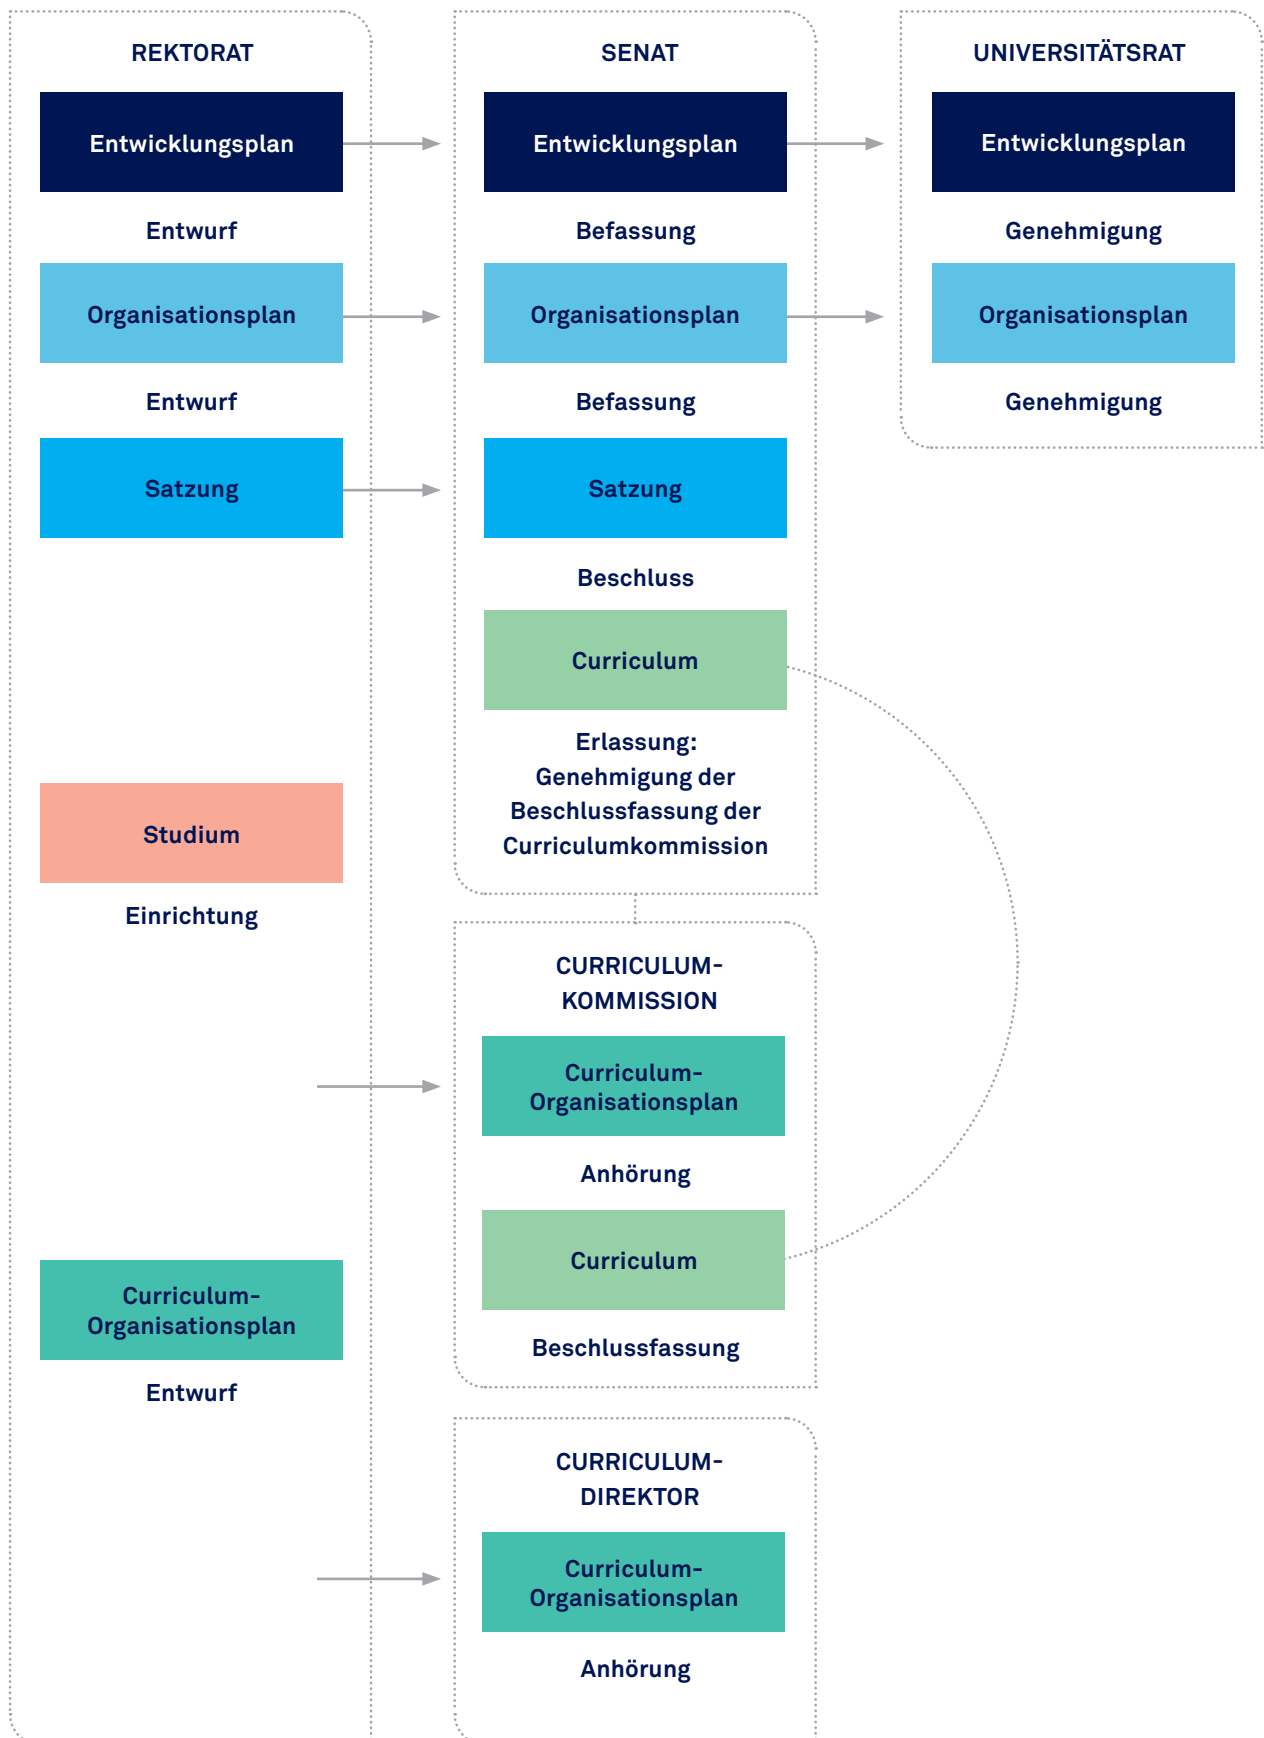 REKTORAT
Entwicklungsplan
Entwurf
Organisationsplan
Entwurf
Satzung
Studium
Einrichtung
Curriculum-
Organisationsplan
Entwurf
SENAT
Entwicklungsplan
Befassung
Organisationsplan
Befassung
Satzung
Beschluss
Curriculum
Erlassung:
Genehmigung der
Beschlussfassung der
Curriculumkommission
CURRICULUM-
KOMMISSION
Curriculum-
Organisationsplan
Anhörung
Curriculum
Beschlussfassung
CURRICULUM-
DIREKTOR
Curriculum-
Organisationsplan
Anhörung
UNIVERSITÄTSRAT
Entwicklungsplan
Genehmigung
Organisationsplan
Genehmigung